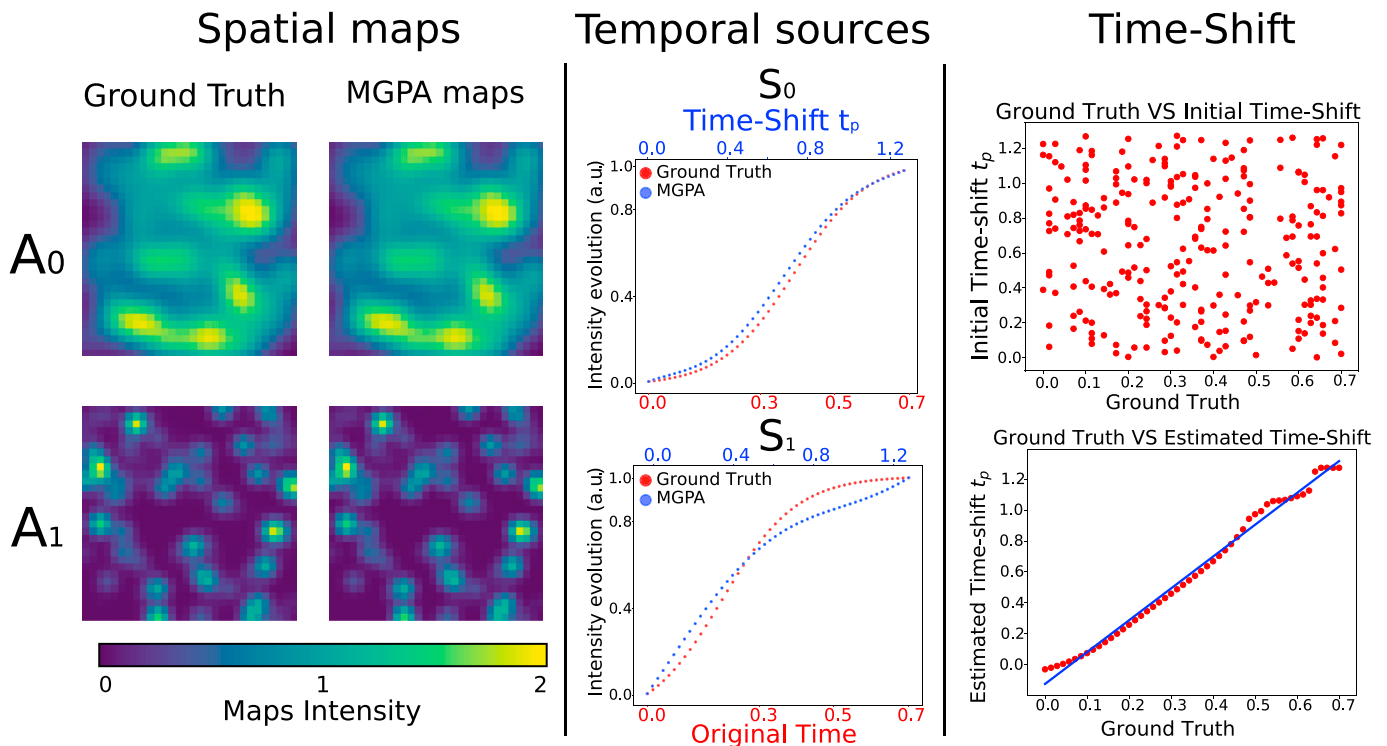 Spatial maps
Ground Truth MGPA maps
A0
A1
0 1 2
Maps Intensity
Temporal sources
S0
Time-Shift tp
0.0 0.4 0.8 1.2
1.0
0.8
0.4
0.0
Intensity evolution (a.u.)
Ground Truth
MGPA
0.0 0.3 0.5 0.7
S1
0.0 0.4 0.8 1.2
1.0
0.8
0.4
0.0
Intensity evolution (a.u)
Ground Truth
MGPA
0.0 0.3 0.5 0.7
Original Time
Time-Shift
Ground Truth VS Initial Time-Shift
Initial Time-shift tp
1.2
1.0
0.8
0.6
0.4
0.2
0.0
0.0 0.1 0.2 0.3 0.4 0.5 0.6 0.7
Ground Truth
Ground Truth VS Estimated Time-Shift
Estimated Time-shift tp
1.2
1.0
0.8
0.6
0.4
0.2
0.0
0.0 0.1 0.2 0.3 0.4 0.5 0.6 0.7
Ground Truth